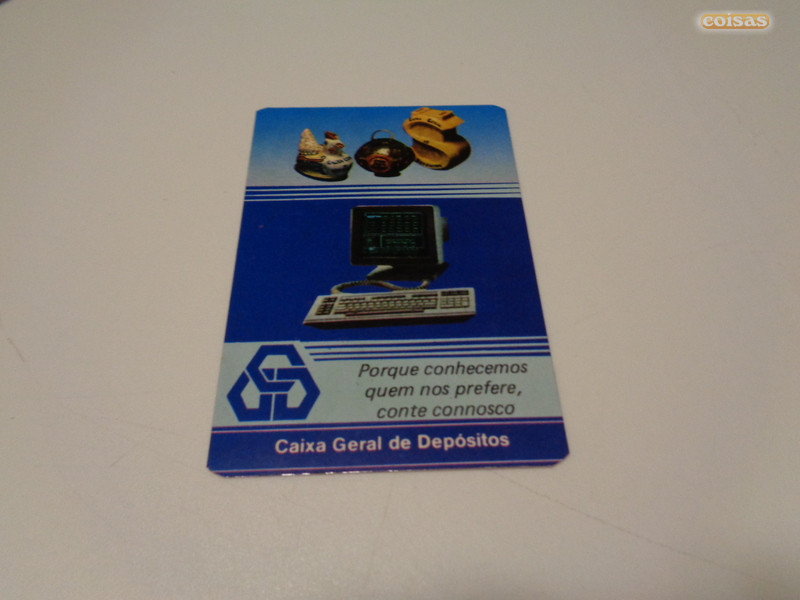 coisas
Porque conhecemos
quem nos prefere,
conte connosco
Caixa Geral de Depósitos